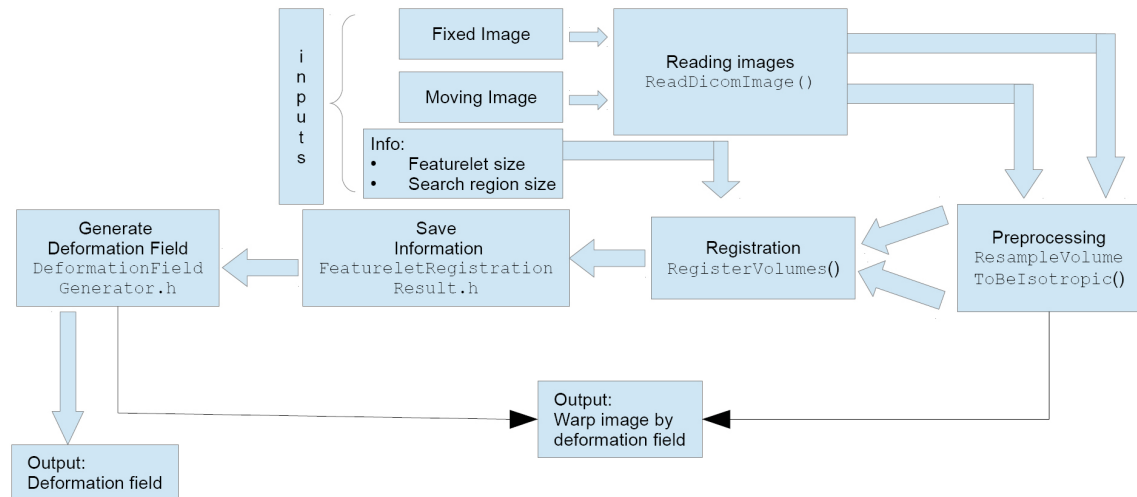 inputs
Fixed Image
Moving Image
Info:
• Featurelet size
• Search region size
Reading images
ReadDicomImage()
Generate
Deformation Field
DeformationField
Generator.h
Save
Information
FeatureletRegistration
Result.h
Registration
RegisterVolumes()
Preprocessing
ResampleVolume
ToBeIsotropic()
Output:
Warp image by
deformation field
Output:
Deformation field